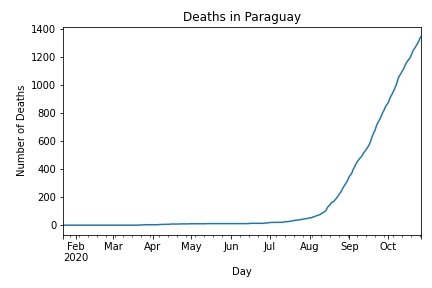 Deaths in Paraguay
1400
1200
1000
800
600
400
200
0
Number of Deaths
Feb Mar Apr May Jun Jul Aug Sep Oct
2020
Day